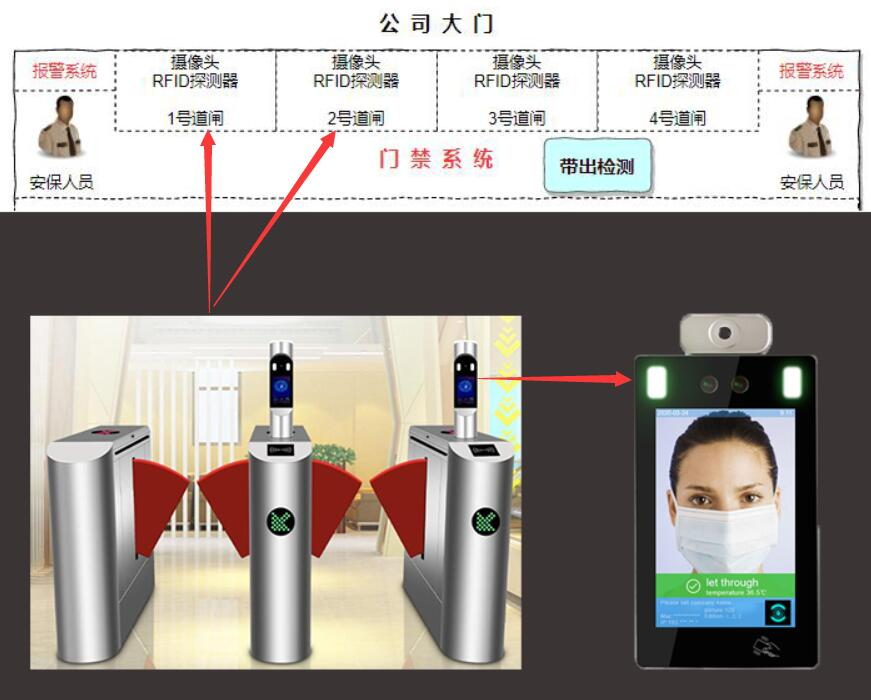 公司大门
报警系统
摄像头
RFID探测器
1号道闸
摄像头
RFID探测器
2号道闸
摄像头
RFID探测器
3号道闸
摄像头
RFID探测器
4号道闸
报警系统
安保人员
门禁系统
带出检测
安保人员
let through
temperature 36.5℃
Please set company name